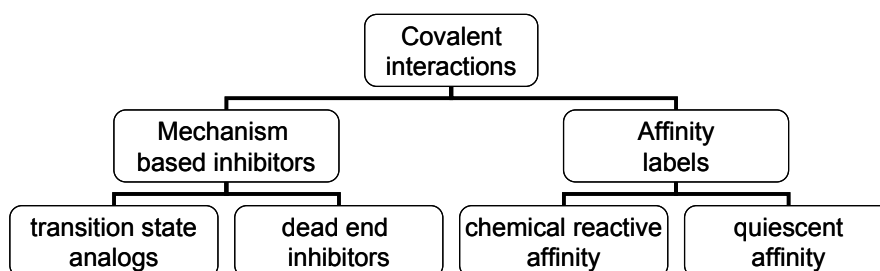 Covalent
interactions
Mechanism
based inhibitors
Affinity
labels
transition state
analogs
dead end
inhibitors
chemical reactive
affinity
quiescent
affinity